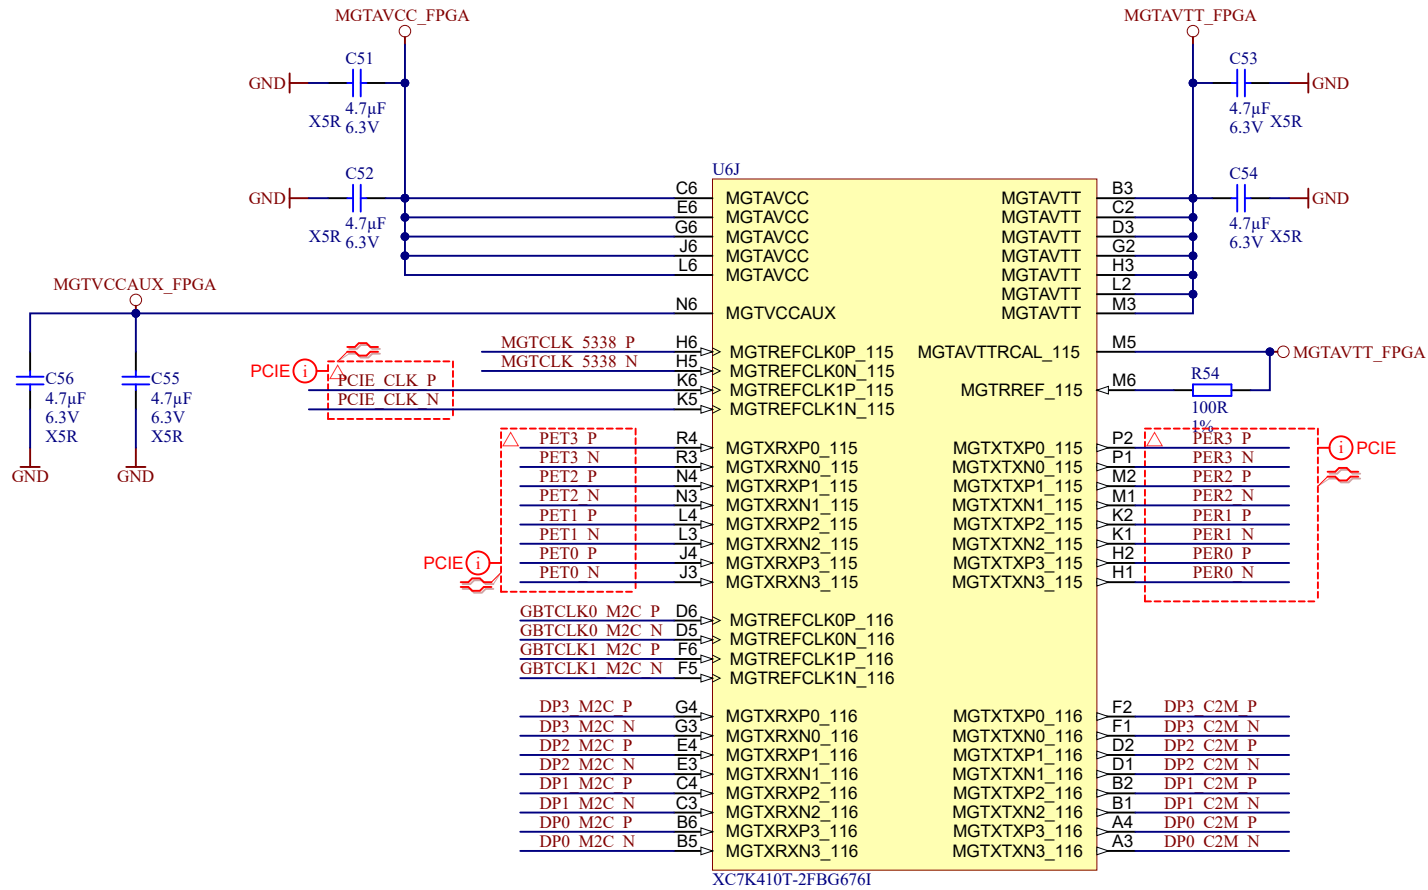 MGTAVCC_FPGA
MGTAVTT_FPGA
C51
GND
4.7µF
X5R
6.3V
C53
GND
4.7µF
6.3V
X5R
C52
GND
4.7µF
X5R
6.3V
C54
GND
4.7µF
6.3V
X5R
U6J
C6 MGTAVCC
E6 MGTAVCC
G6 MGTAVCC
J6 MGTAVCC
L6 MGTAVCC
MGTAVTT B3
MGTAVTT C2
MGTAVTT D3
MGTAVTT G2
MGTAVTT H3
MGTAVTT L2
MGTAVTT M3
MGTVCCAUX_FPGA
N6 MGTVCCAUX
C56
4.7µF
6.3V
X5R
GND
C55
4.7µF
6.3V
X5R
GND
MGTCLK_5338_P H6 MGTREFCLK0P_115
MGTCLK_5338_N H5 MGTREFCLK0N_115
PCIE i
PCIE_CLK_P K6 MGTREFCLK1P_115
PCIE_CLK_N K5 MGTREFCLK1N_115
MGTAVTTRCAL_115 M5 MGTAVTT_FPGA
MGTRREF_115 M6
R54
100R
1%
PET3_P R4 MGTXRXP0_115
PET3_N R3 MGTXRXN0_115
PET2_P N4 MGTXRXP1_115
PET2_N N3 MGTXRXN1_115
PET1_P L4 MGTXRXP2_115
PET1_N L3 MGTXRXN2_115
PET0_P J4 MGTXRXP3_115
PET0_N J3 MGTXRXN3_115
PCIE i
MGTXTXP0_115 P2 PER3_P
MGTXTXN0_115 P1 PER3_N
MGTXTXP1_115 M2 PER2_P
MGTXTXN1_115 M1 PER2_N
MGTXTXP2_115 K2 PER1_P
MGTXTXN2_115 K1 PER1_N
MGTXTXP3_115 H2 PER0_P
MGTXTXN3_115 H1 PER0_N
i PCIE
GBTCLK0_M2C_P D6 MGTREFCLK0P_116
GBTCLK0_M2C_N D5 MGTREFCLK0N_116
GBTCLK1_M2C_P F6 MGTREFCLK1P_116
GBTCLK1_M2C_N F5 MGTREFCLK1N_116
DP3_M2C_P G4 MGTXRXP0_116
DP3_M2C_N G3 MGTXRXN0_116
DP2_M2C_P E4 MGTXRXP1_116
DP2_M2C_N E3 MGTXRXN1_116
DP1_M2C_P C4 MGTXRXP2_116
DP1_M2C_N C3 MGTXRXN2_116
DP0_M2C_P B6 MGTXRXP3_116
DP0_M2C_N B5 MGTXRXN3_116
MGTXTXP0_116 F2 DP3_C2M_P
MGTXTXN0_116 F1 DP3_C2M_N
MGTXTXP1_116 D2 DP2_C2M_P
MGTXTXN1_116 D1 DP2_C2M_N
MGTXTXP2_116 B2 DP1_C2M_P
MGTXTXN2_116 B1 DP1_C2M_N
MGTXTXP3_116 A4 DP0_C2M_P
MGTXTXN3_116 A3 DP0_C2M_N
XC7K410T-2FBG676I